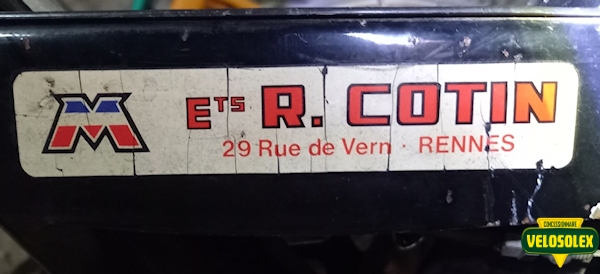 M
ETS R. COTIN
29 Rue de Vern · RENNES
CONCESSIONNAIRE
VELOSOLEX